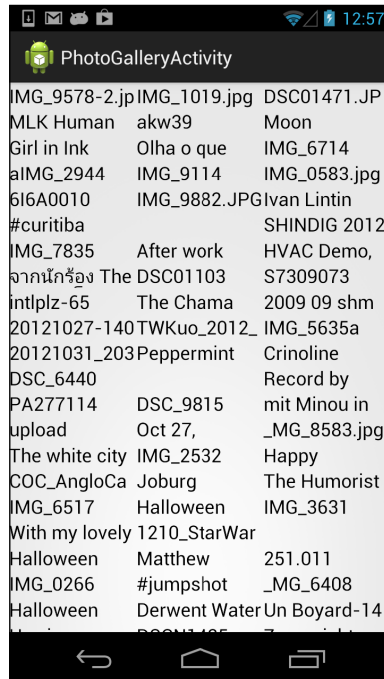 12:57
PhotoGalleryActivity
IMG_9578-2.jp IMG_1019.jpg DSC01471.JP
MLK Human akw39 Moon
Girl in Ink Olha o que IMG_6714
aIMG_2944 IMG_9114 IMG_0583.jpg
6I6A0010 IMG_9882.JPG Ivan Lintin
#curitiba SHINDIG 2012
IMG_7835 After work HVAC Demo,
จากนักร้อง The DSC01103 S7309073
intlplz-65 The Chama 2009 09 shm
20121027-140 TWKuo_2012_ IMG_5635a
20121031_203 Peppermint Crinoline
DSC_6440 Record by
PA277114 DSC_9815 mit Minou in
upload Oct 27, _MG_8583.jpg
The white city IMG_2532 Happy
COC_AngloCa Joburg The Humorist
IMG_6517 Halloween IMG_3631
With my lovely 1210_StarWar
Halloween Matthew 251.011
IMG_0266 #jumpshot _MG_6408
Halloween Derwent Water Un Boyard-14